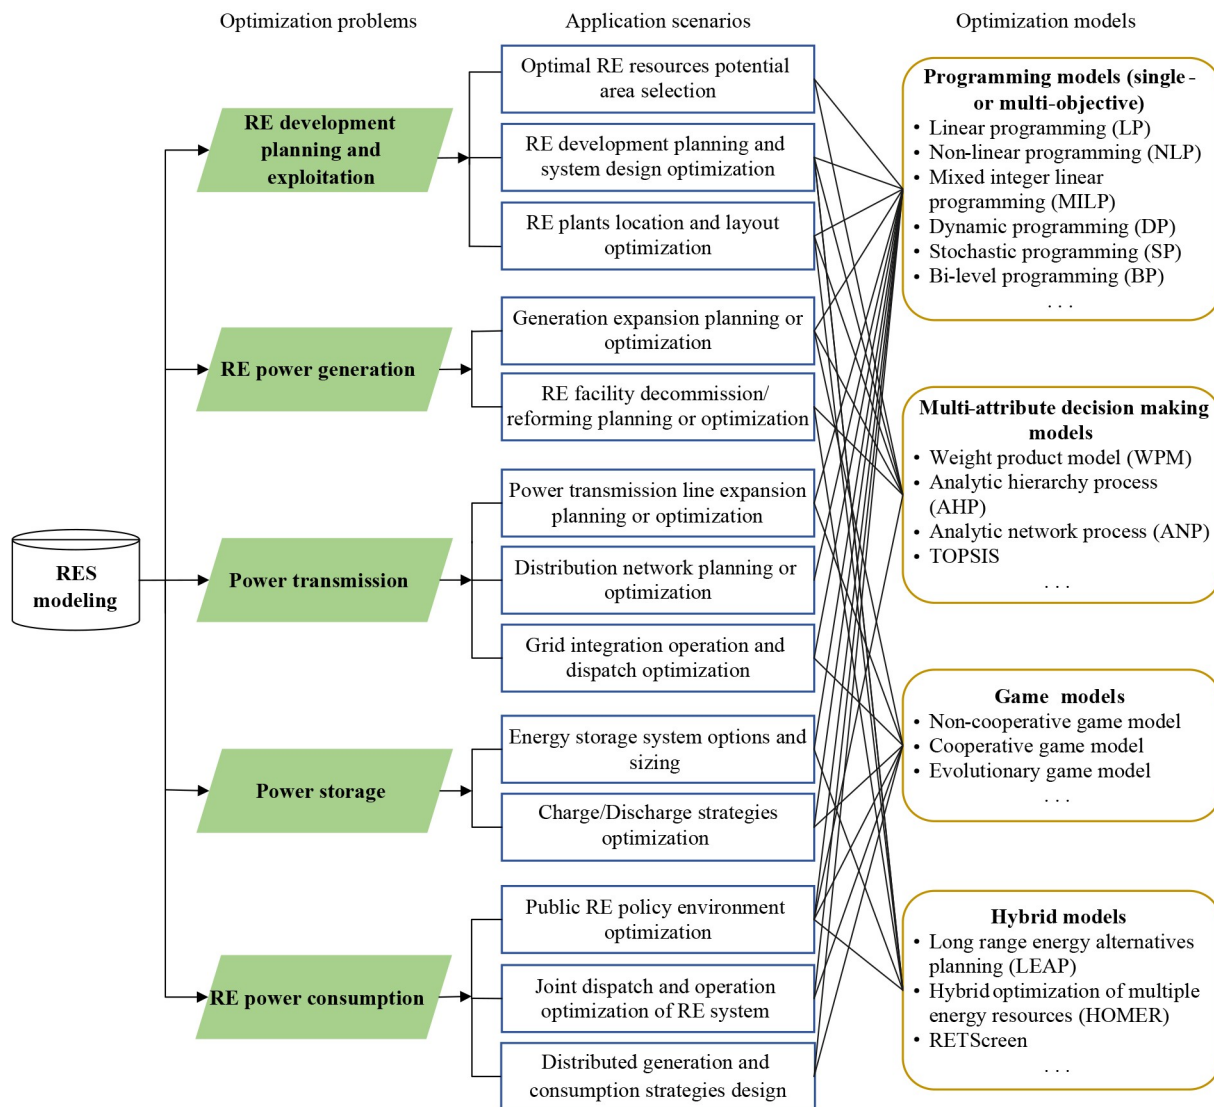 Optimization problems
Application scenarios
Optimization models
RES
modeling
RE development
planning and
exploitation
RE power generation
Power transmission
Power storage
RE power consumption
Optimal RE resources potential
area selection
RE development planning and
system design optimization
RE plants location and layout
optimization
Generation expansion planning or
optimization
RE facility decommission/
reforming planning or optimization
Power transmission line expansion
planning or optimization
Distribution network planning or
optimization
Grid integration operation and
dispatch optimization
Energy storage system options and
sizing
Charge/Discharge strategies
optimization
Public RE policy environment
optimization
Joint dispatch and operation
optimization of RE system
Distributed generation and
consumption strategies design
Programming models (single-
or multi-objective)
• Linear programming (LP)
• Non-linear programming (NLP)
• Mixed integer linear
programming (MILP)
• Dynamic programming (DP)
• Stochastic programming (SP)
• Bi-level programming (BP)
. . .
Multi-attribute decision making
models
• Weight product model (WPM)
• Analytic hierarchy process
(AHP)
• Analytic network process (ANP)
• TOPSIS
. . .
Game models
• Non-cooperative game model
• Cooperative game model
• Evolutionary game model
. . .
Hybrid models
• Long range energy alternatives
planning (LEAP)
• Hybrid optimization of multiple
energy resources (HOMER)
• RETScreen
. . .